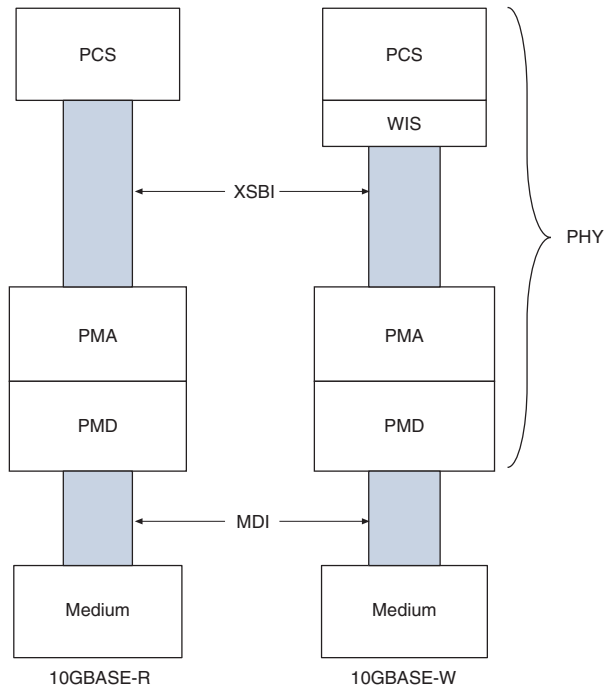 PCS
PCS
WIS
XSBI
PHY
PMA
PMA
PMD
PMD
MDI
Medium
Medium
10GBASE-R
10GBASE-W